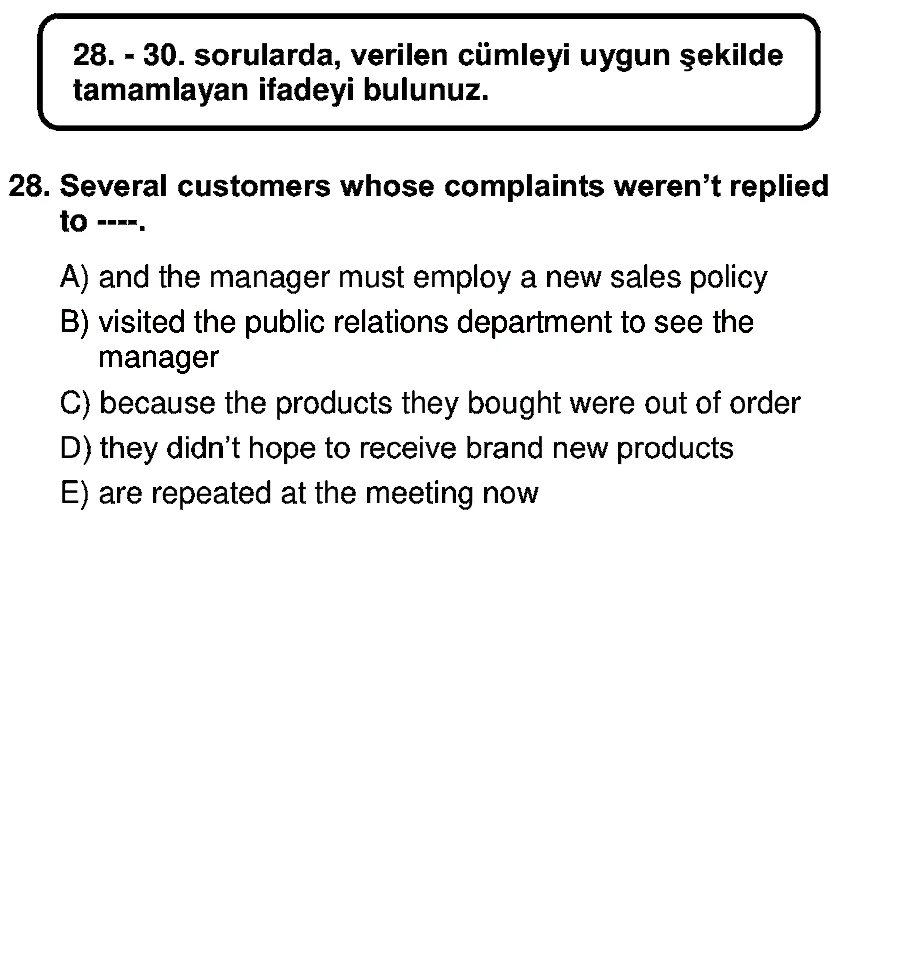 28. - 30. sorularda, verilen cümleyi uygun şekilde
tamamlayan ifadeyi bulunuz.
28. Several customers whose complaints weren’t replied
to ----.
A) and the manager must employ a new sales policy
B) visited the public relations department to see the
manager
C) because the products they bought were out of order
D) they didn’t hope to receive brand new products
E) are repeated at the meeting now